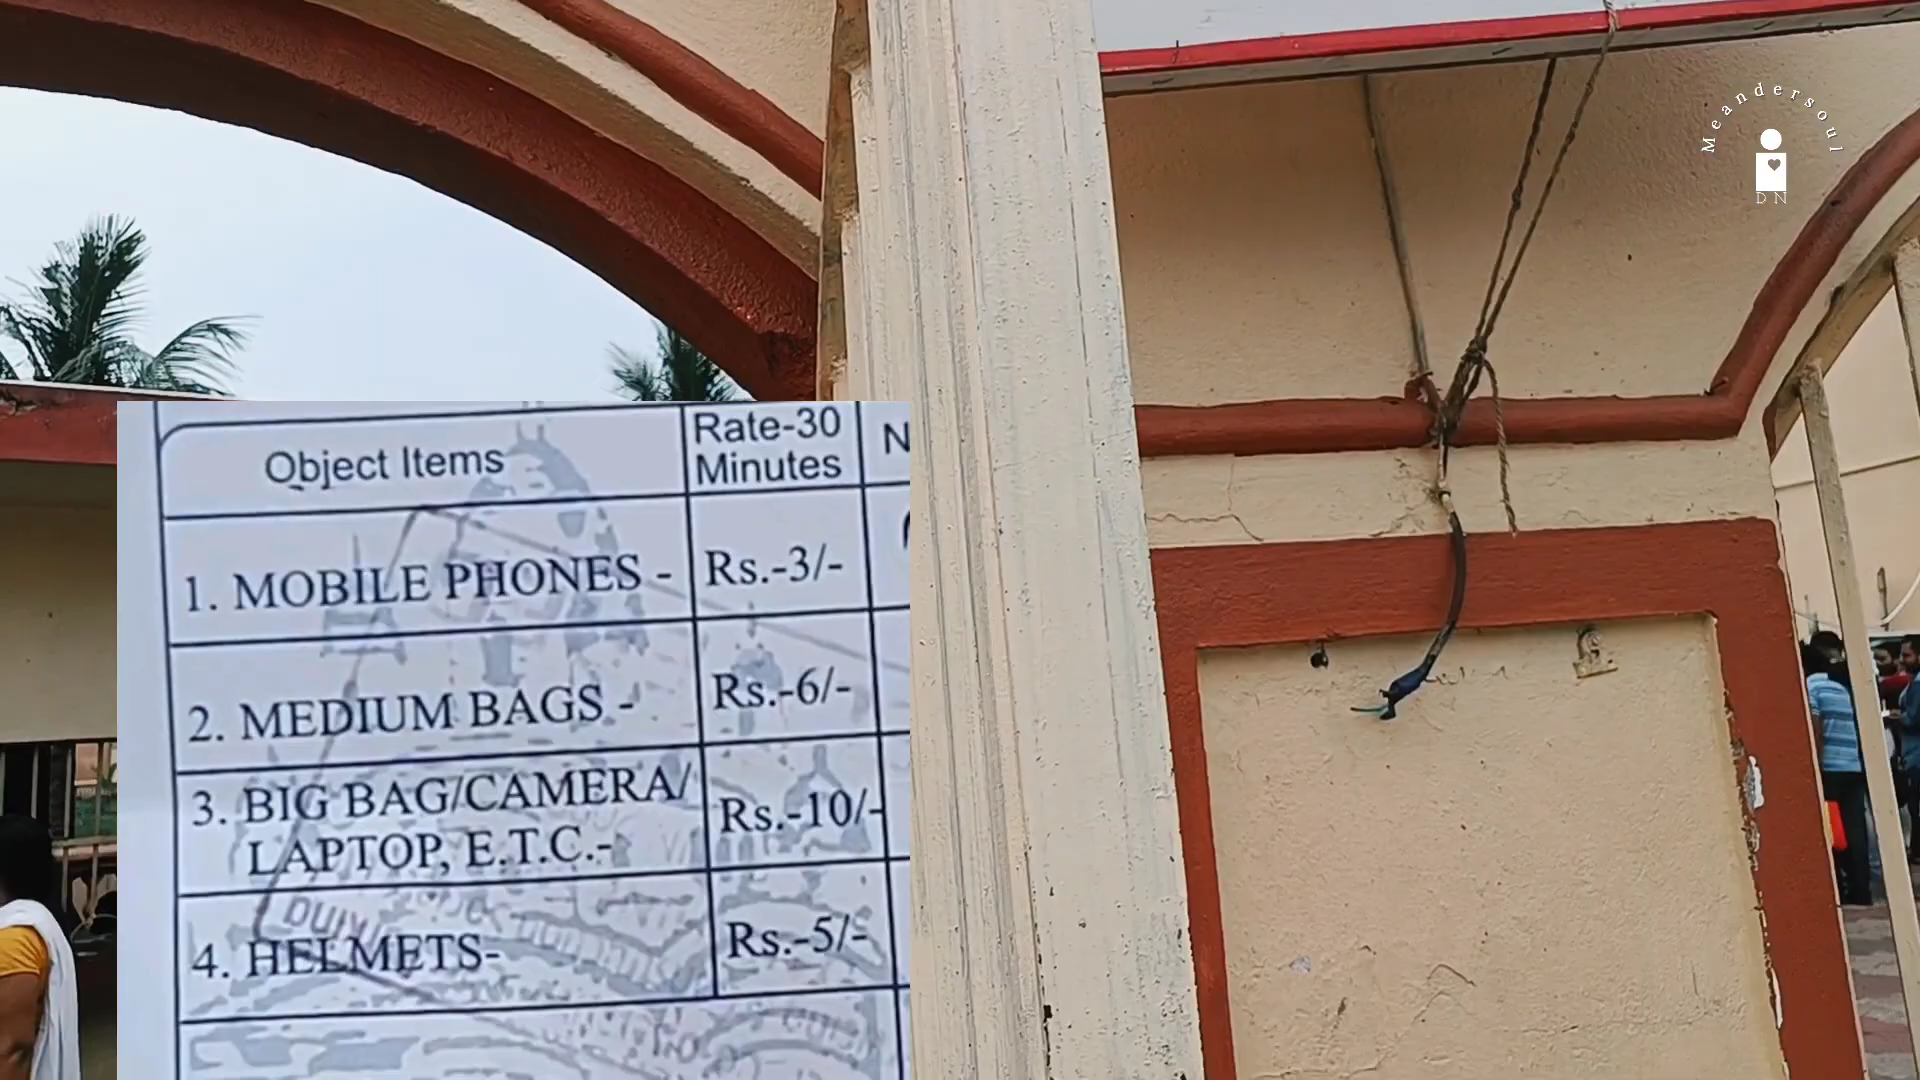 Meandersoul
DN
Object Items
Rate-30
Minutes
N
1. MOBILE PHONES -
Rs.-3/-
2. MEDIUM BAGS -
Rs.-6/-
3. BIG BAG/CAMERA/
LAPTOP, E.T.C.-
Rs.-10/-
4. HELMETS-
Rs.-5/-